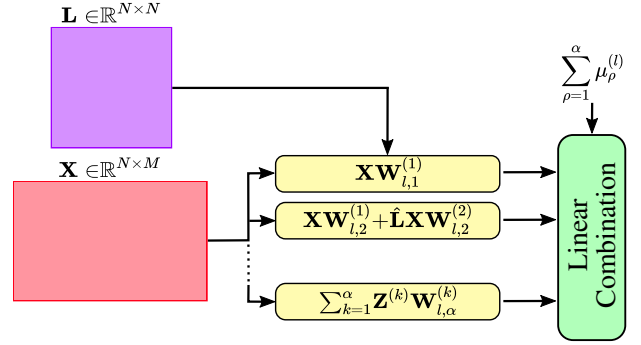 L ∈ℝ^{N×N}
X ∈ℝ^{N×M}
∑_{ρ=1}^{α} μ_ρ^{(l)}
XW_{l,1}^{(1)}
XW_{l,2}^{(1)}+L̂XW_{l,2}^{(2)}
∑_{k=1}^{α} Z^{(k)}W_{l,α}^{(k)}
Linear
Combination